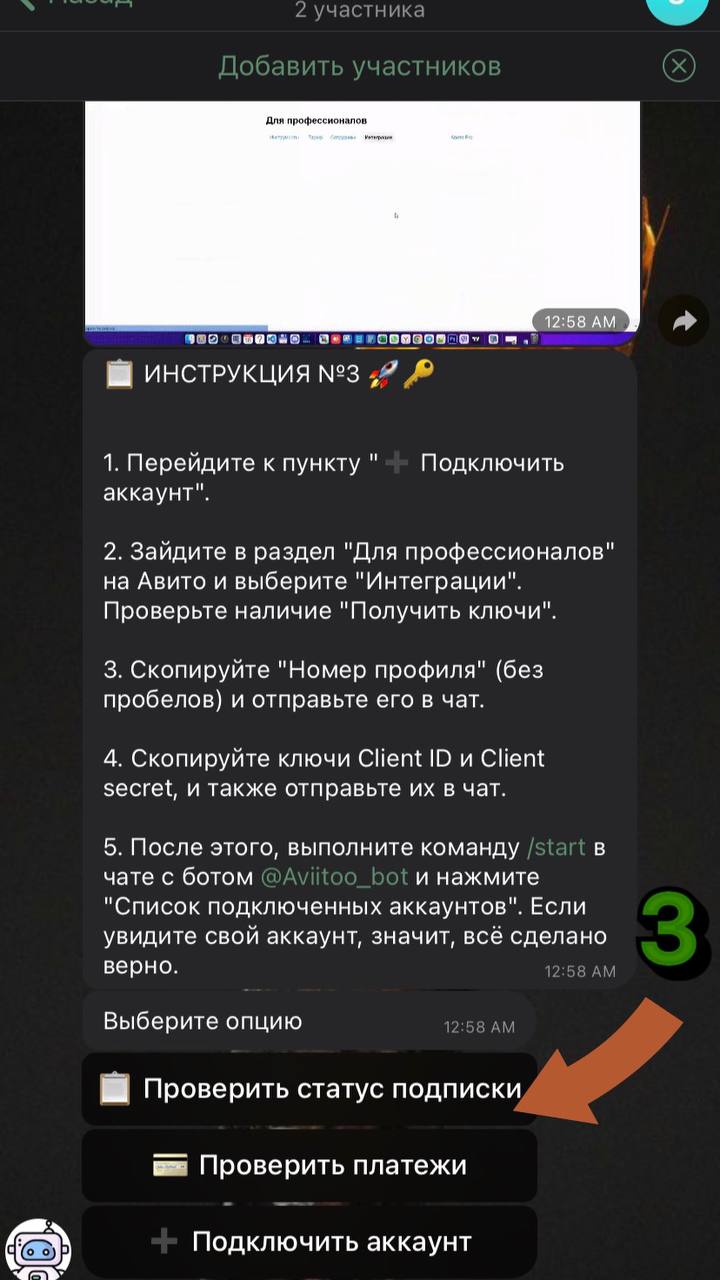 Назад
2 участника
Добавить участников
Для профессионалов
Интеграции
12:58 AM
📋 ИНСТРУКЦИЯ №3 🚀🔑
1. Перейдите к пункту "➕ Подключить
аккаунт".
2. Зайдите в раздел "Для профессионалов"
на Авито и выберите "Интеграции".
Проверьте наличие "Получить ключи".
3. Скопируйте "Номер профиля" (без
пробелов) и отправьте его в чат.
4. Скопируйте ключи Client ID и Client
secret, и также отправьте их в чат.
5. После этого, выполните команду /start в
чате с ботом @Aviitoo_bot и нажмите
"Список подключенных аккаунтов". Если
увидите свой аккаунт, значит, всё сделано
верно.
12:58 AM
3
Выберите опцию
12:58 AM
📋 Проверить статус подписки
💳 Проверить платежи
➕ Подключить аккаунт